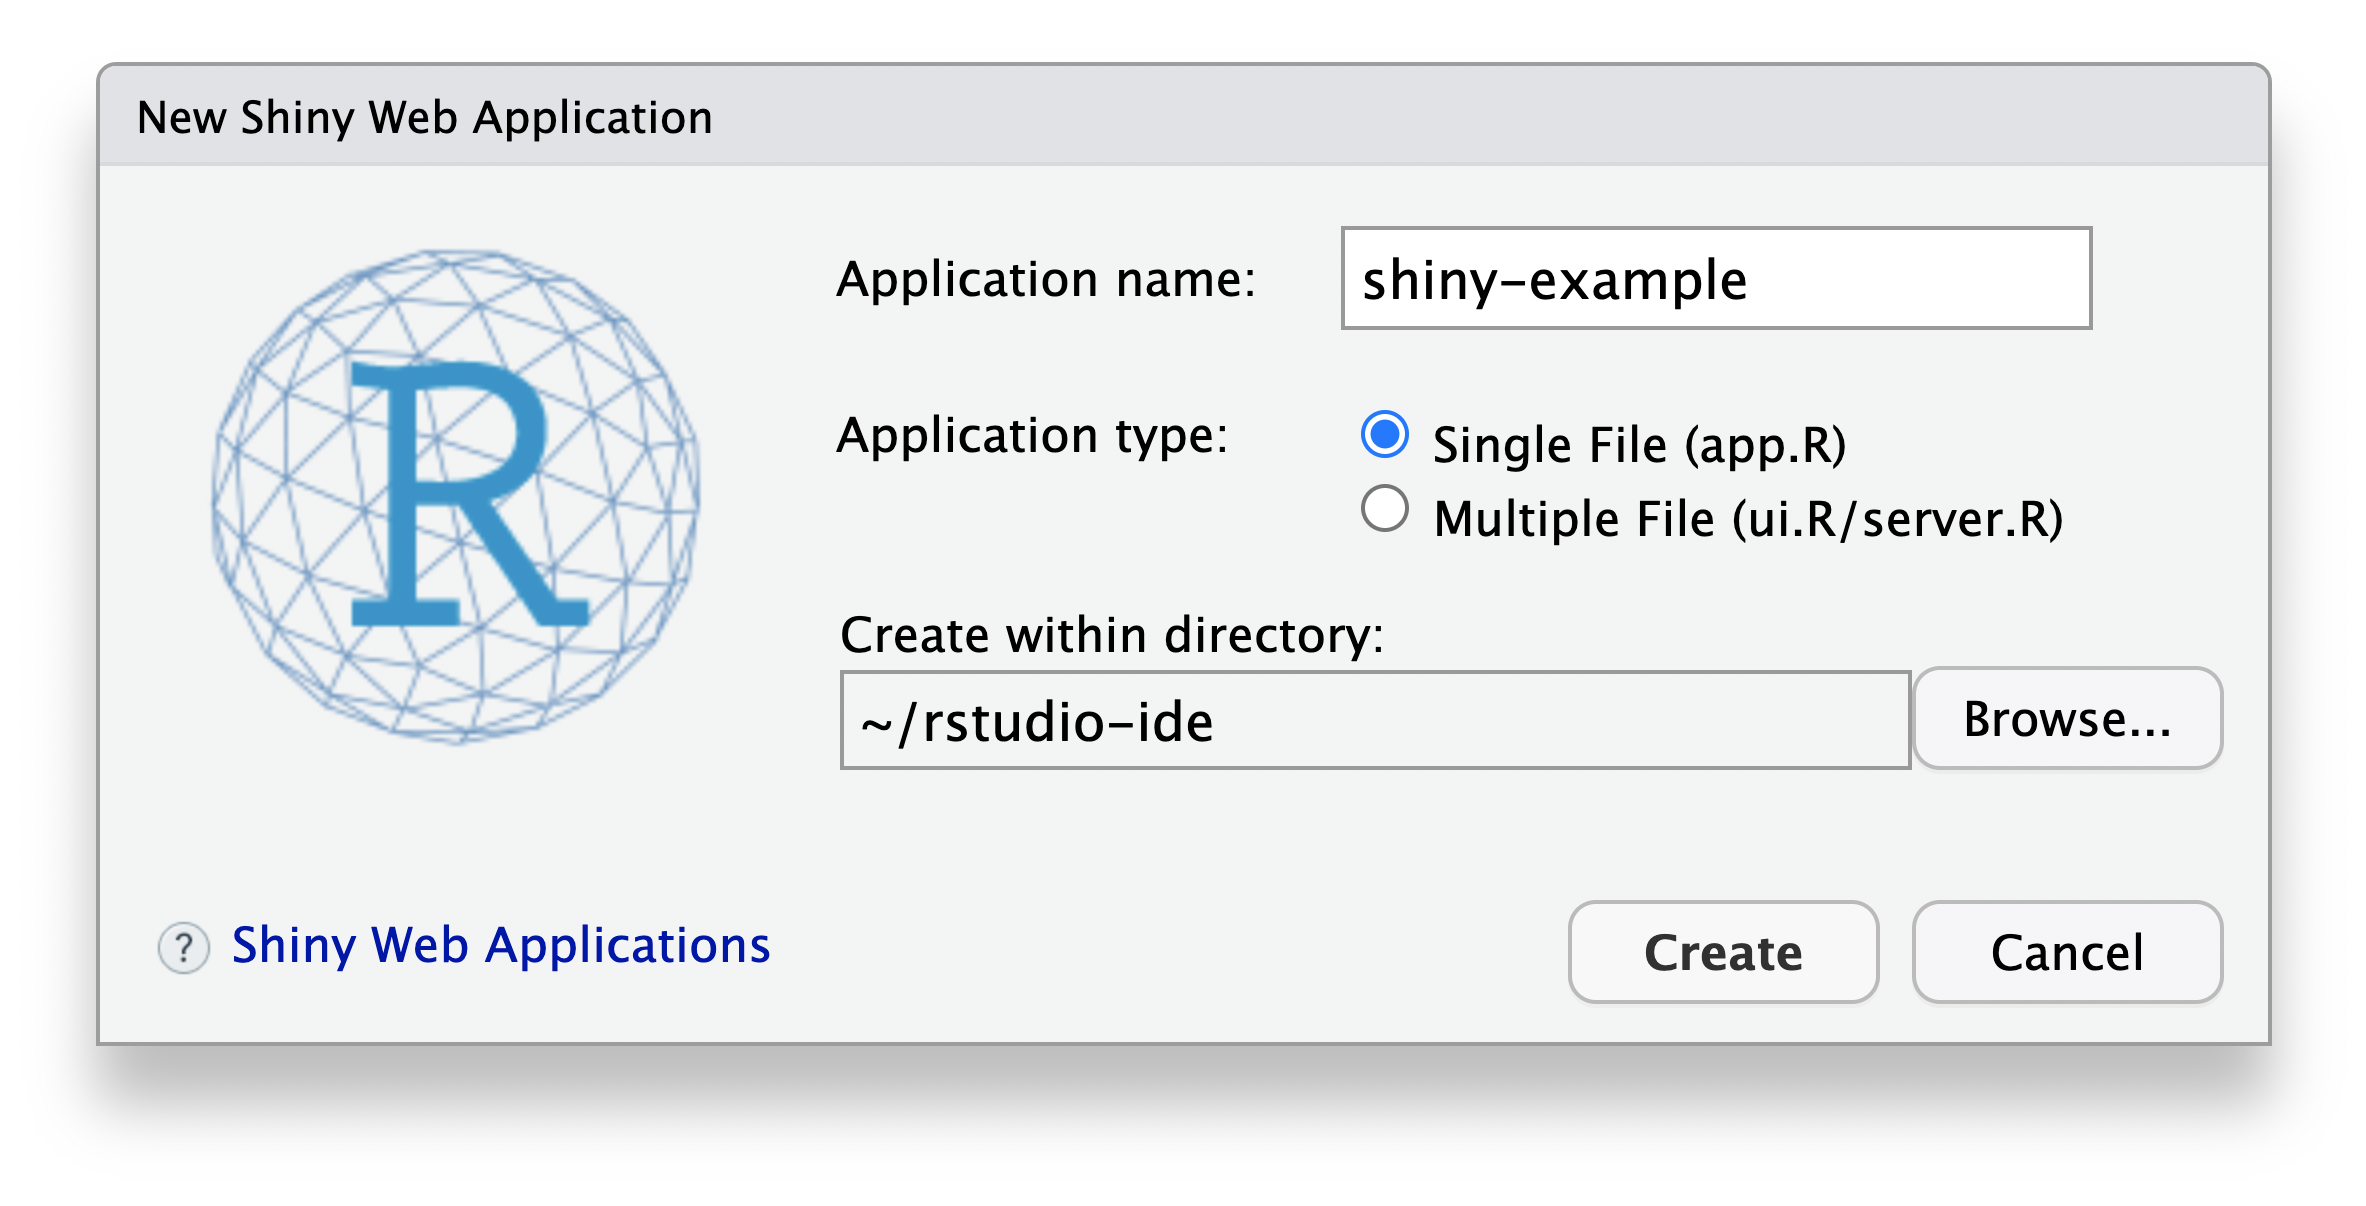 New Shiny Web Application
R
Application name: shiny-example
Application type: Single File (app.R)
Multiple File (ui.R/server.R)
Create within directory:
~/rstudio-ide Browse...
? Shiny Web Applications Create Cancel